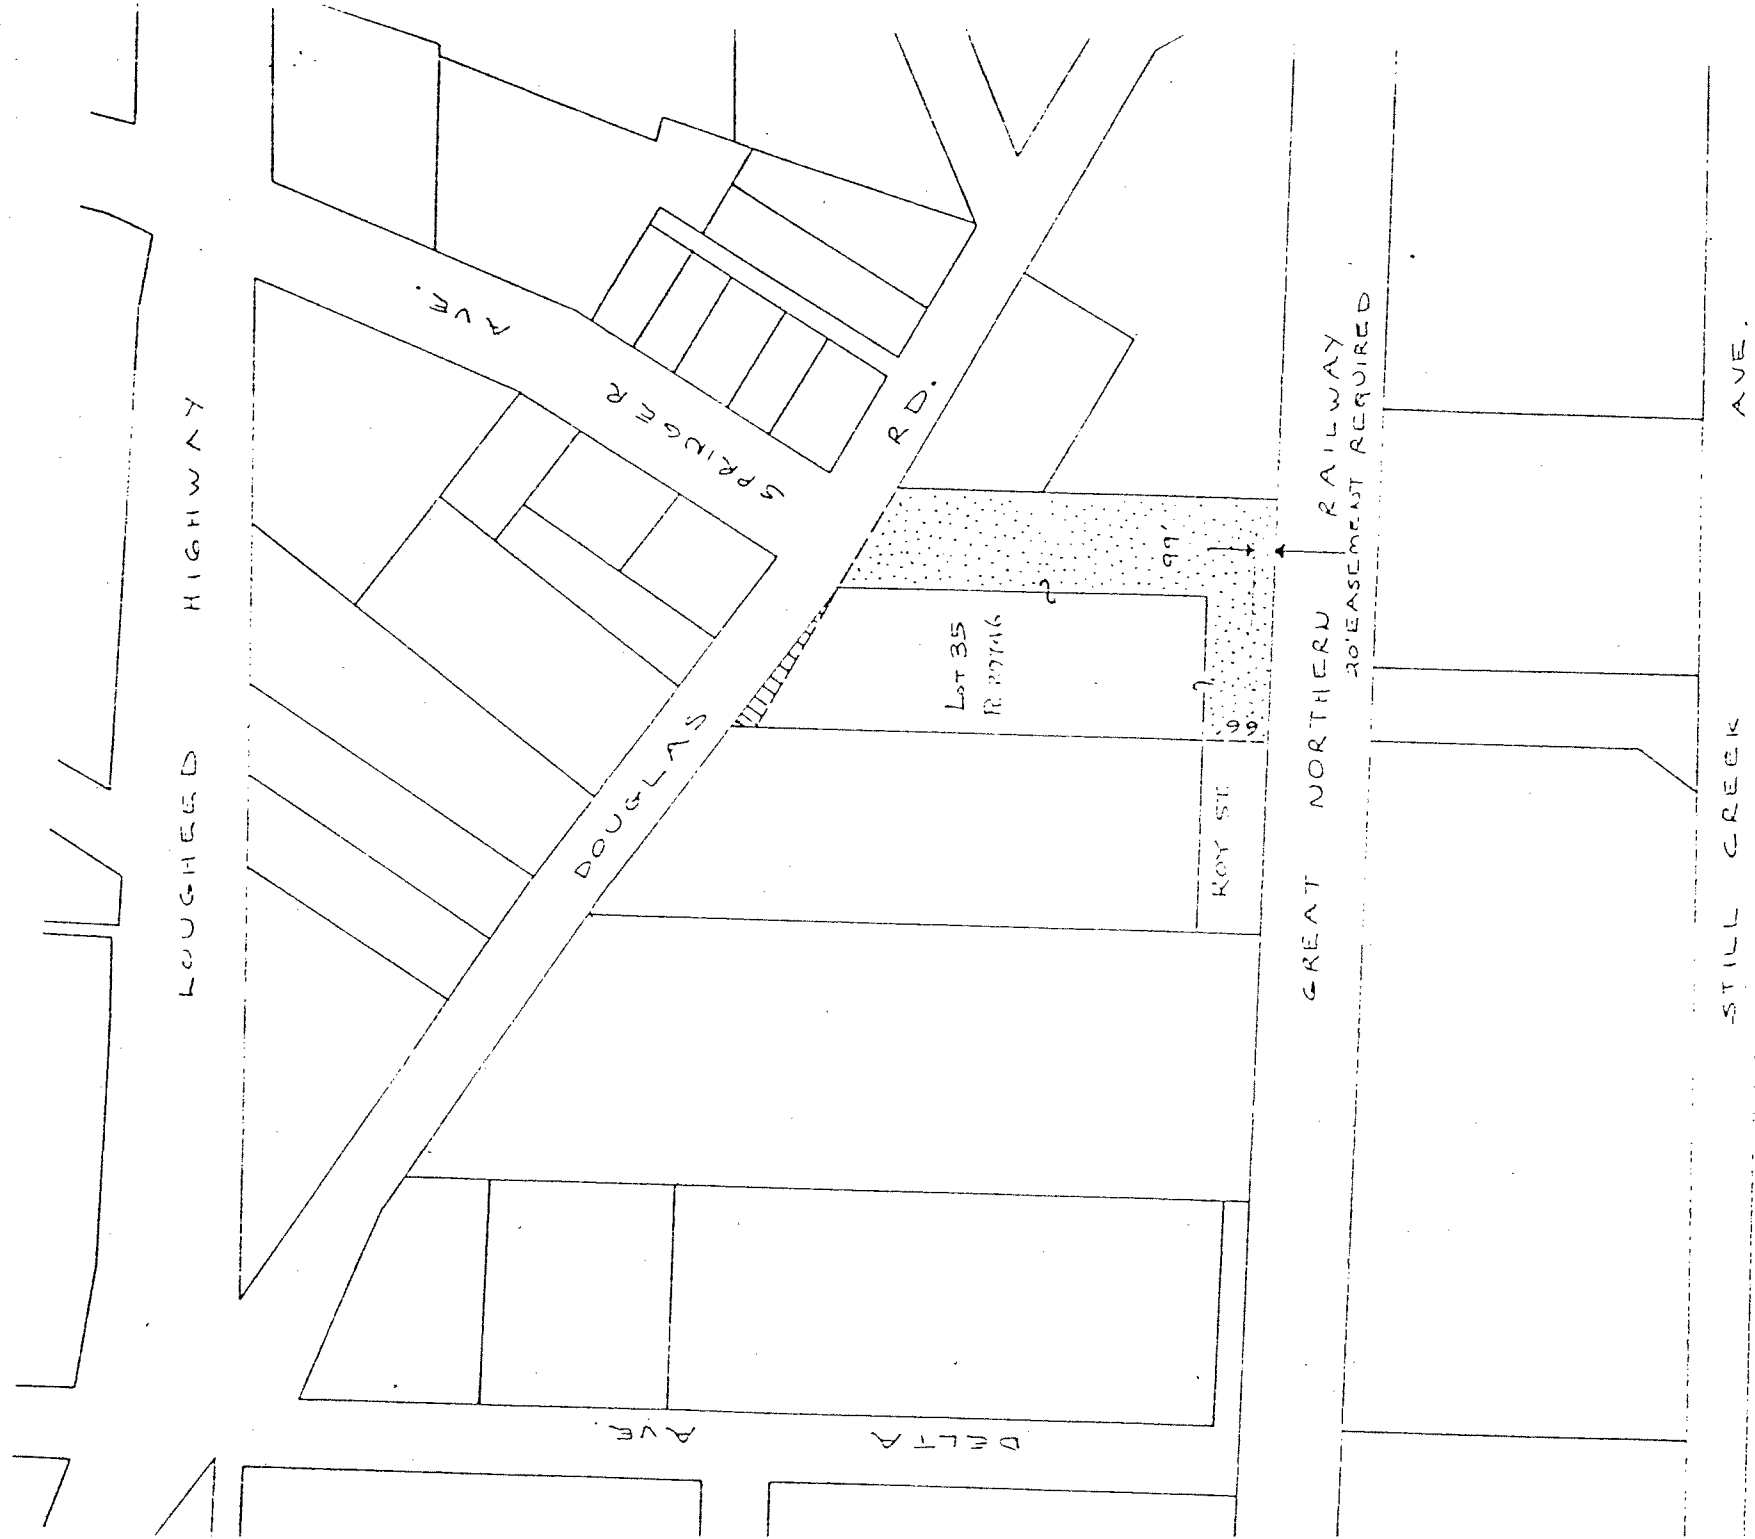 LOUGHEED HIGHWAY
SPRINGER AVE.
DOUGLAS RD.
LOT 35
99'
66'
ROY ST.
GREAT NORTHERN RAILWAY
20' EASEMENT REQUIRED
STILL CREEK AVE.
DELTA AVE.